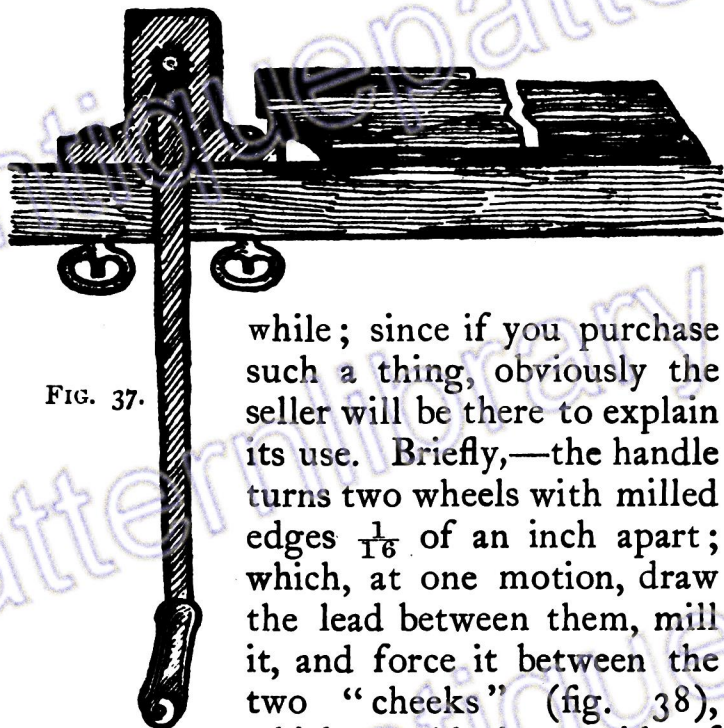 FIG. 37.
while; since if you purchase
such a thing, obviously the
seller will be there to explain
its use. Briefly,—the handle
turns two wheels with milled
edges 1/16 of an inch apart;
which, at one motion, draw
the lead between them, mill
it, and force it between the
two “cheeks” (fig. 38),